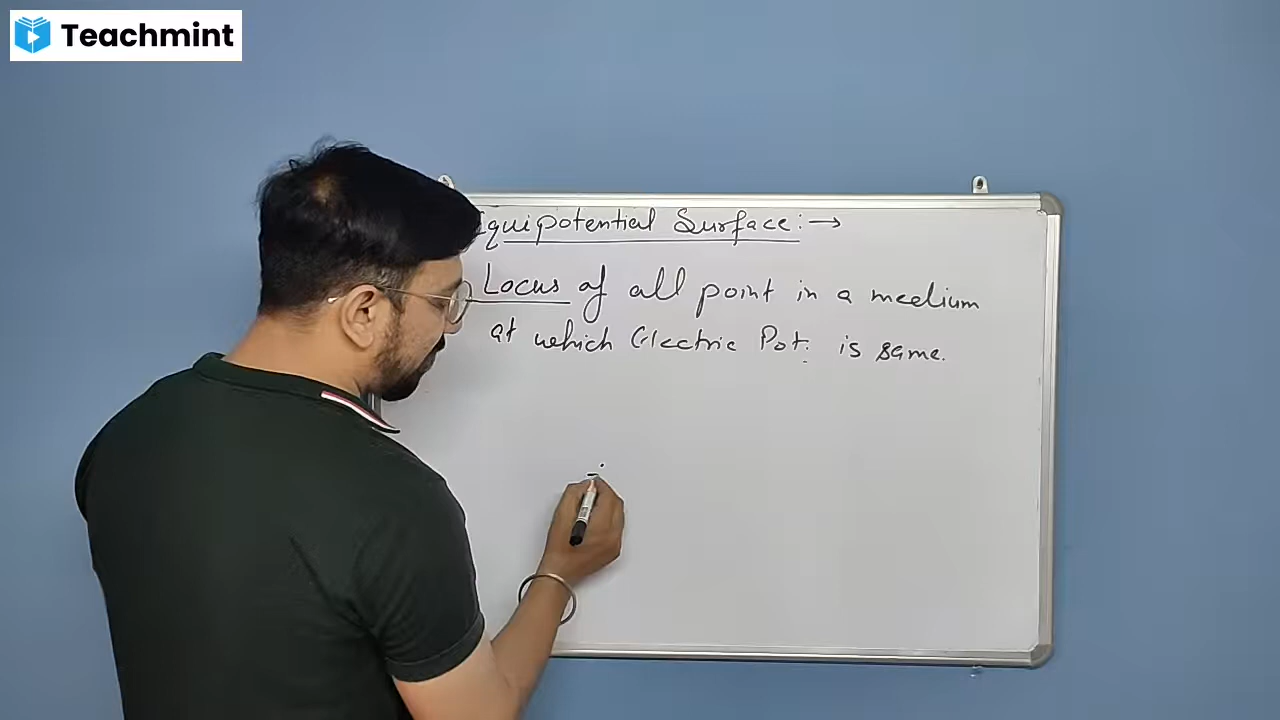 Teachmint
Equipotential Surface:→
Locus of all point in a medium
at which Electric Pot. is same.